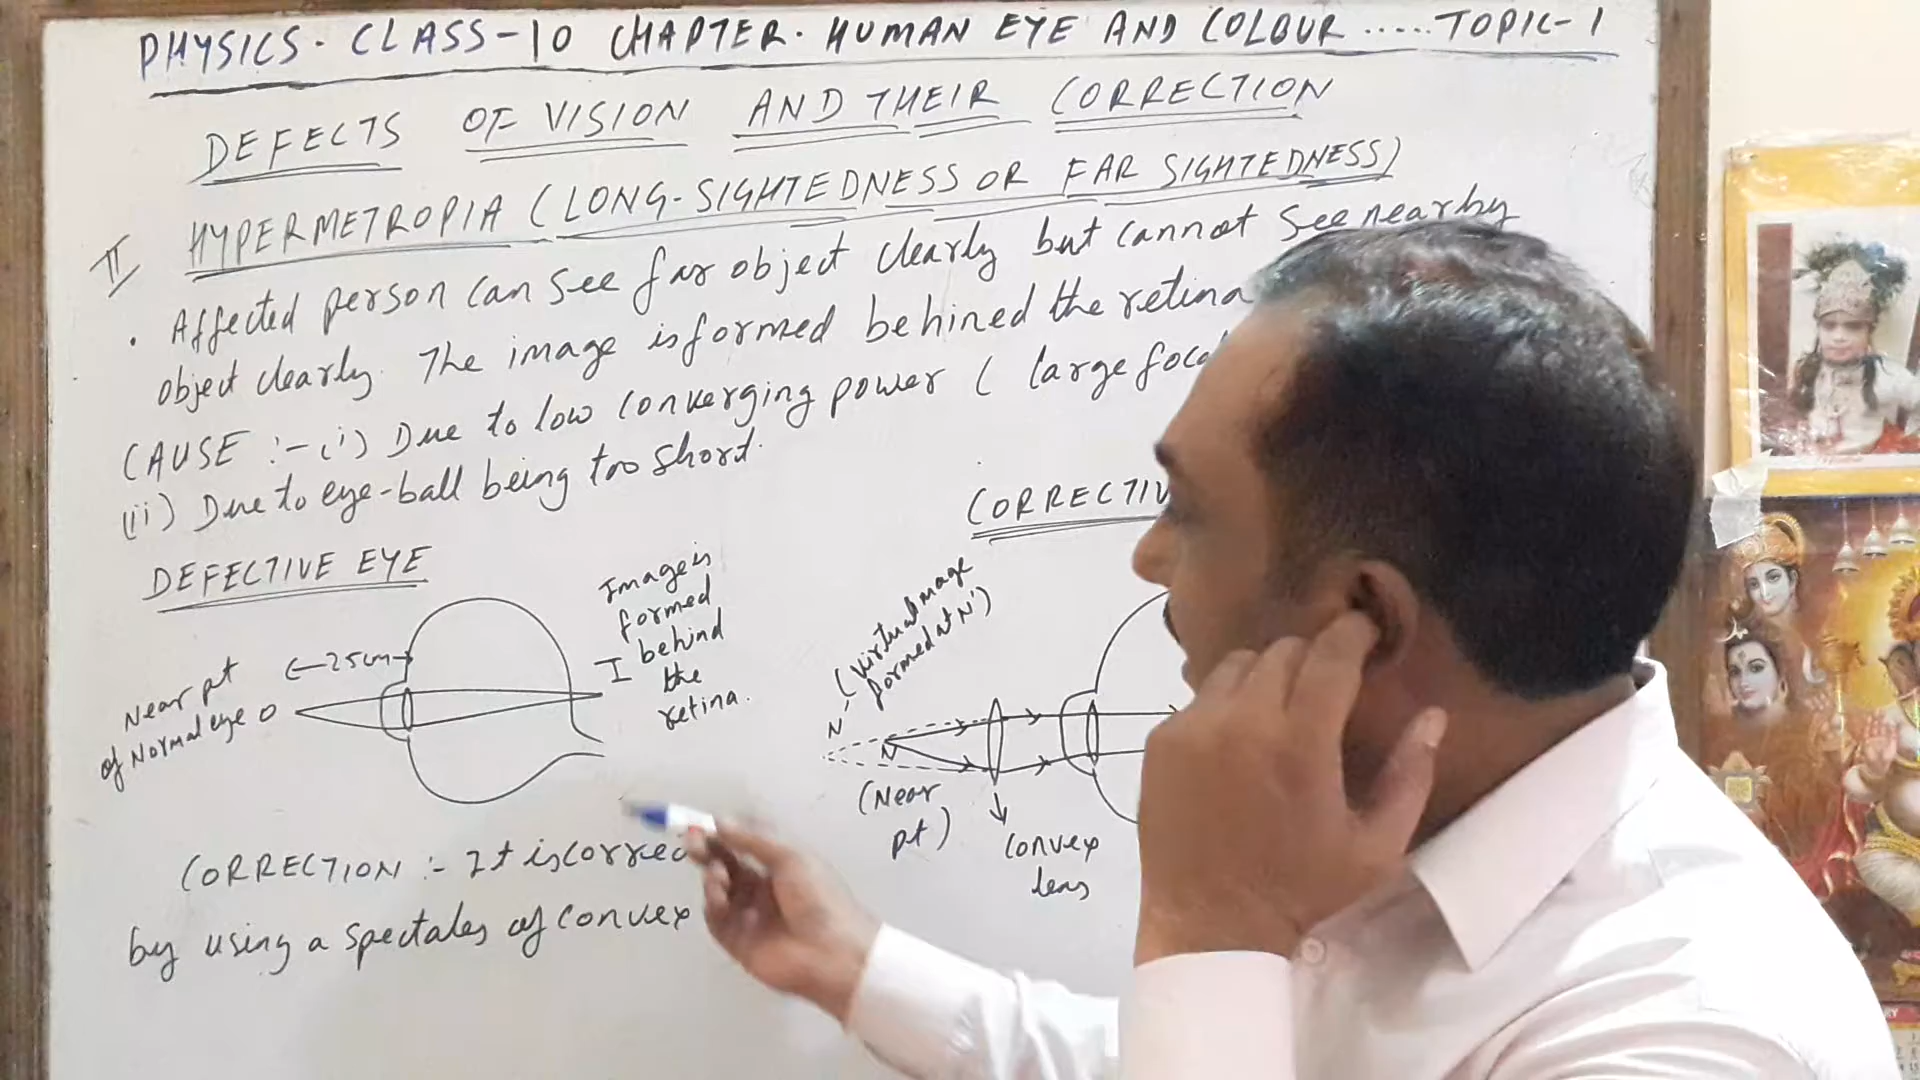 PHYSICS. CLASS-10 CHAPTER. HUMAN EYE AND COLOUR ..... TOPIC-1
DEFECTS OF VISION AND THEIR CORRECTION
II HYPERMETROPIA (LONG-SIGHTEDNESS OR FAR SIGHTEDNESS)
. Affected person can see far object clearly but cannot see nearby
object clearly. The image is formed behined the retina
CAUSE :- (i) Due to low converging power ( large
(ii) Due to eye-ball being too short.
DEFECTIVE EYE
Near pt
of Normal eye O
25cm
I
Image is
formed
behind
the
retina.
CORRECTION :- It is
by using a spectales of convex
(Virtual image
formed at N')
N'
N
(Near
pt)
Convex
lens